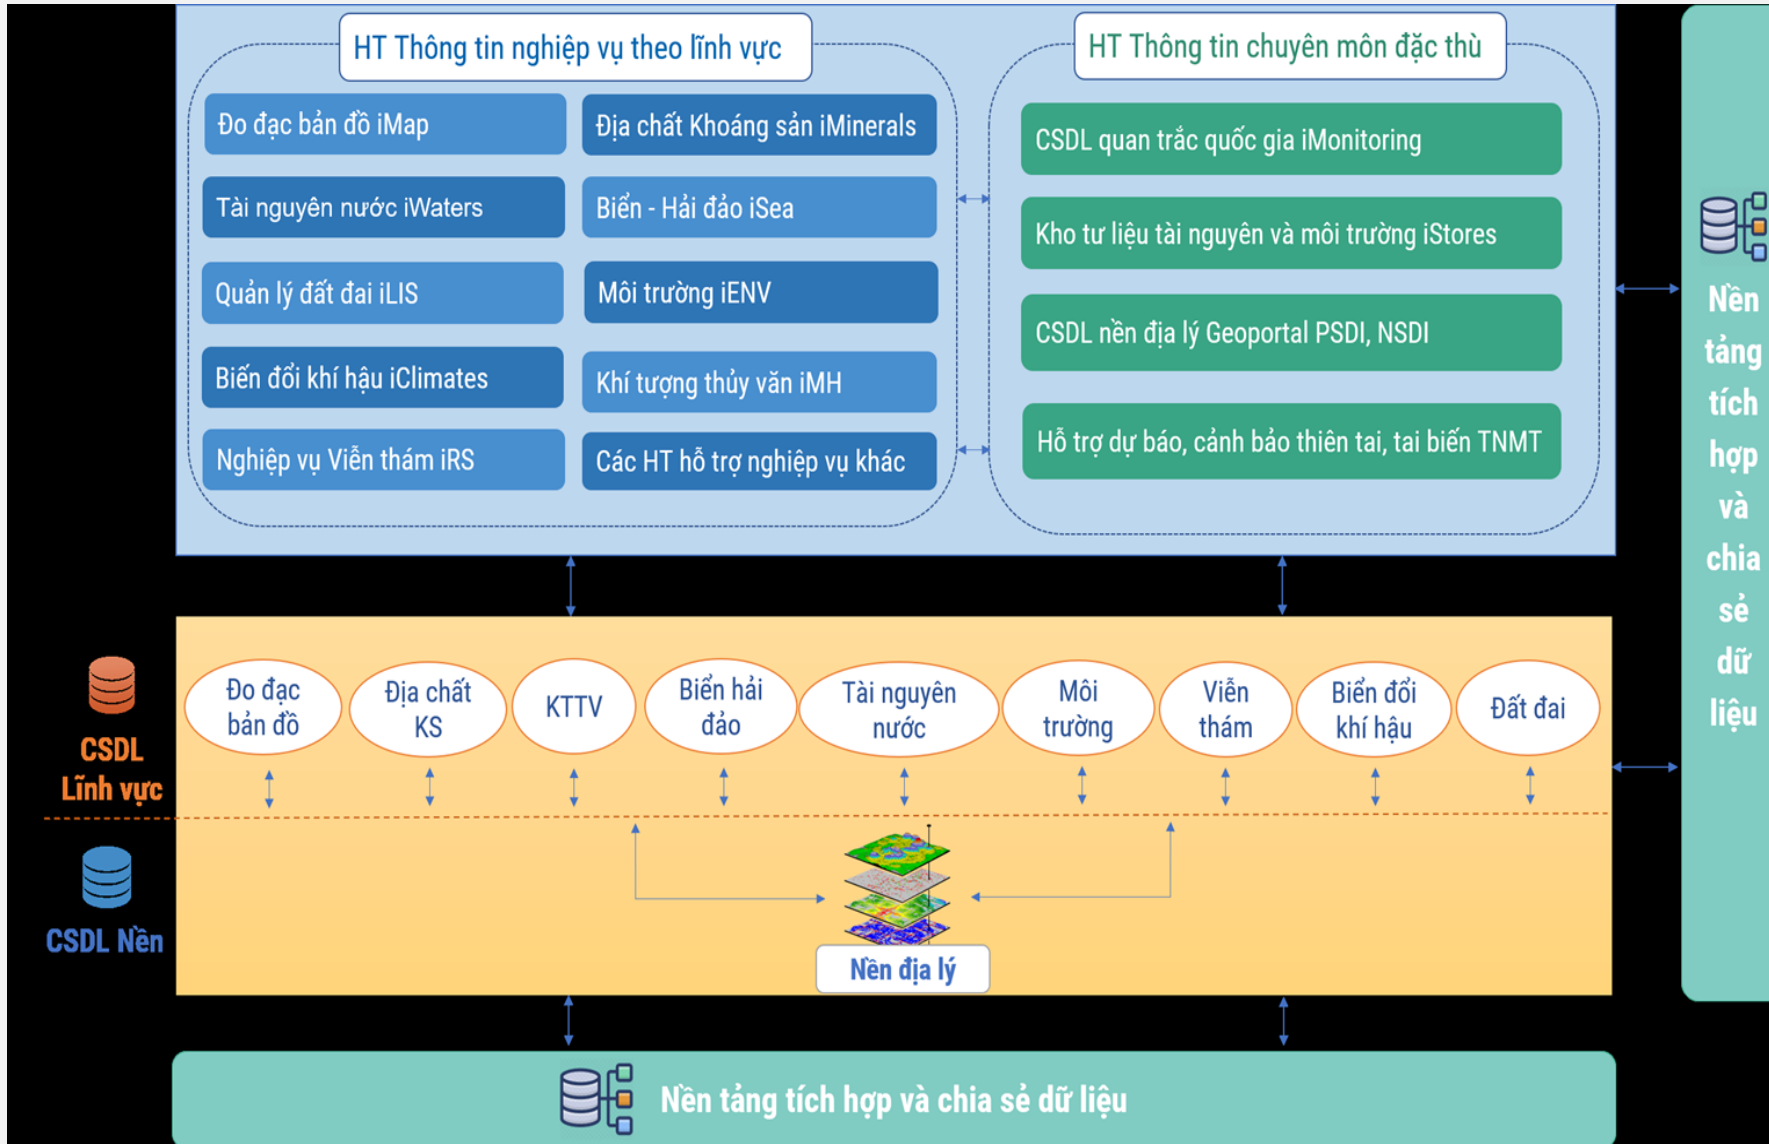 HT Thông tin nghiệp vụ theo lĩnh vực
Đo đạc bản đồ iMap
Địa chất Khoáng sản iMinerals
Tài nguyên nước iWaters
Biển - Hải đảo iSea
Quản lý đất đai iLIS
Môi trường iENV
Biến đổi khí hậu iClimates
Khí tượng thủy văn iMH
Nghiệp vụ Viễn thám iRS
Các HT hỗ trợ nghiệp vụ khác
HT Thông tin chuyên môn đặc thù
CSDL quan trắc quốc gia iMonitoring
Kho tư liệu tài nguyên và môi trường iStores
CSDL nền địa lý Geoportal PSDI, NSDI
Hỗ trợ dự báo, cảnh bảo thiên tai, tai biến TNMT
Nền
tảng
tích
hợp
và
chia
sẻ
dữ
liệu
CSDL
Lĩnh vực
Đo đạc
bản đồ
Địa chất
KS
KTTV
Biển hải
đảo
Tài nguyên
nước
Môi
trường
Viễn
thám
Biển đổi
khí hậu
Đất đai
CSDL Nền
Nền địa lý
Nền tảng tích hợp và chia sẻ dữ liệu